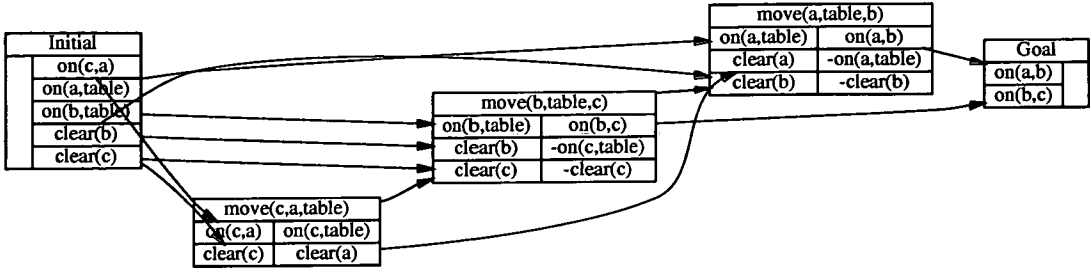 Initial
on(c,a)
on(a,table)
on(b,table)
clear(b)
clear(c)
move(c,a,table)
on(c,a) on(c,table)
clear(c) clear(a)
move(b,table,c)
on(b,table) on(b,c)
clear(b) -on(c,table)
clear(c) -clear(c)
move(a,table,b)
on(a,table) on(a,b)
clear(a) -on(a,table)
clear(b) -clear(b)
Goal
on(a,b)
on(b,c)